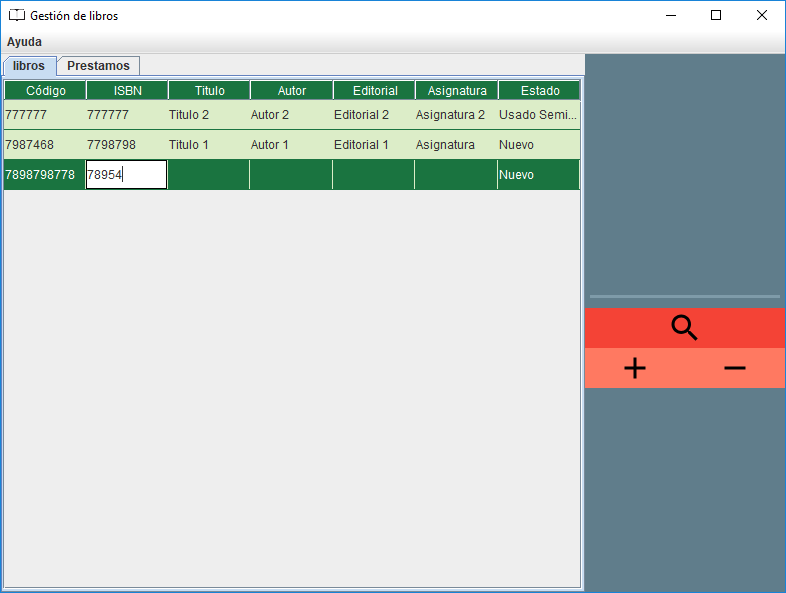 Gestión de libros
Ayuda
libros Prestamos
Código ISBN Titulo Autor Editorial Asignatura Estado
777777 777777 Titulo 2 Autor 2 Editorial 2 Asignatura 2 Usado Semi...
7987468 7798798 Titulo 1 Autor 1 Editorial 1 Asignatura Nuevo
7898798778 78954 Nuevo